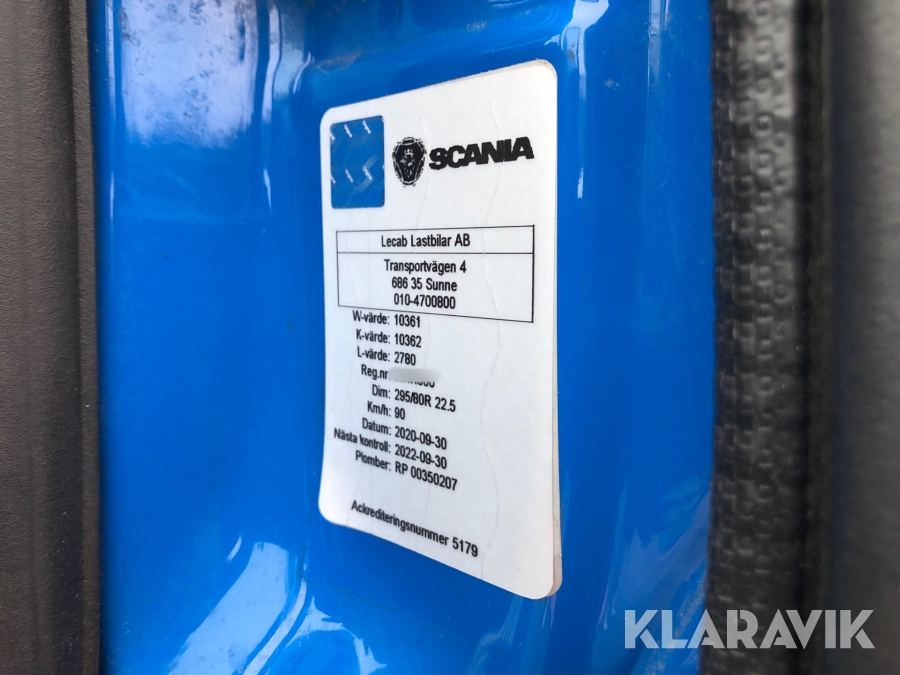 SCANIA
Lecab Lastbilar AB
Transportvägen 4
686 35 Sunne
010-4700800
W-värde: 10361
K-värde: 10362
L-värde: 2780
Reg.nr
Dim: 295/80R 22.5
Km/h: 90
Datum: 2020-09-30
Nästa kontroll: 2022-09-30
Plomber: RP 00350207
Ackrediteringsnummer 5179
KLARAVIK